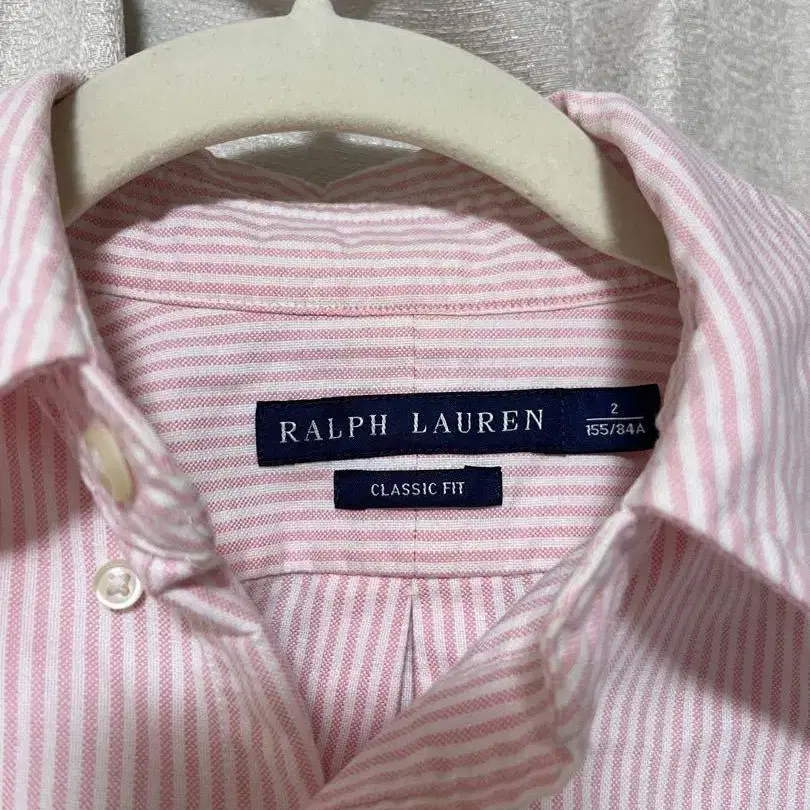 RALPH LAUREN
2
155/84A
CLASSIC FIT